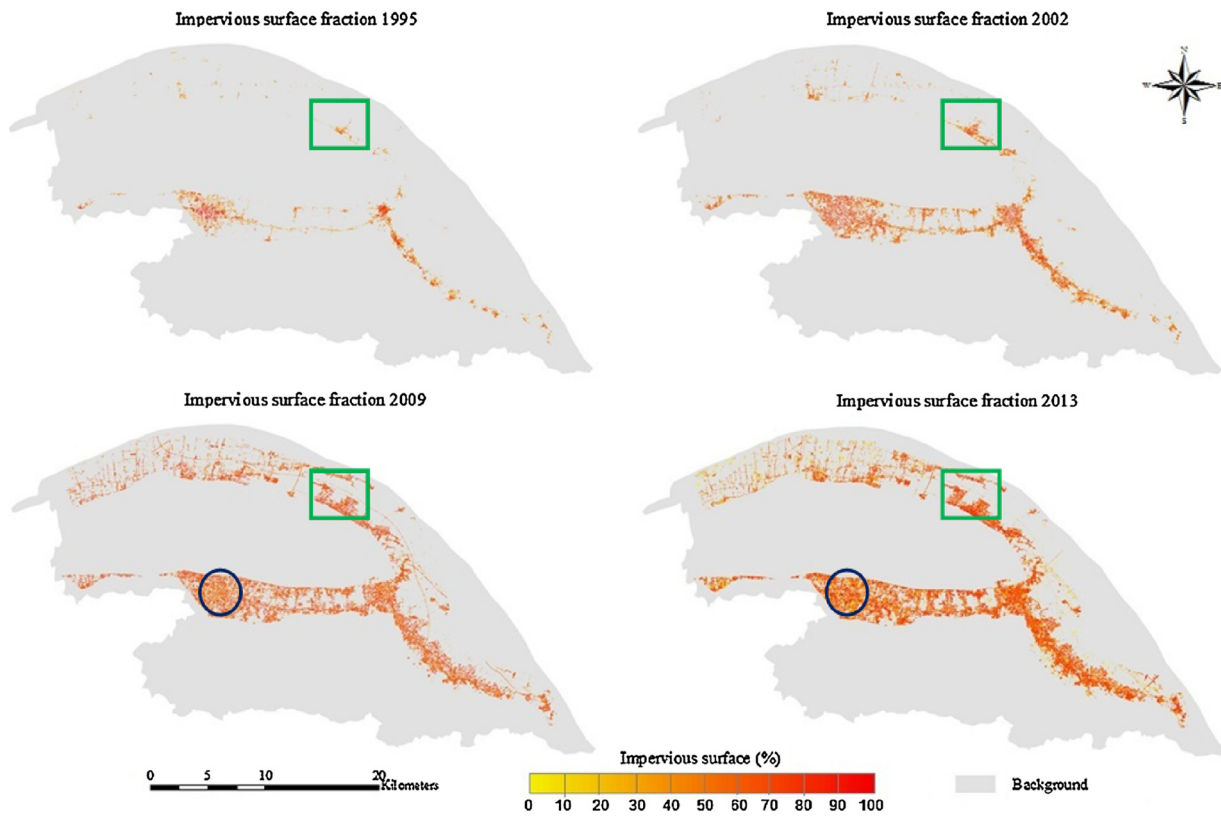 Impervious surface fraction 1995
Impervious surface fraction 2002
N
W E
S
Impervious surface fraction 2009
Impervious surface fraction 2013
0 5 10 20
Kilometers
Impervious surface (%)
0 10 20 30 40 50 60 70 80 90 100
Background